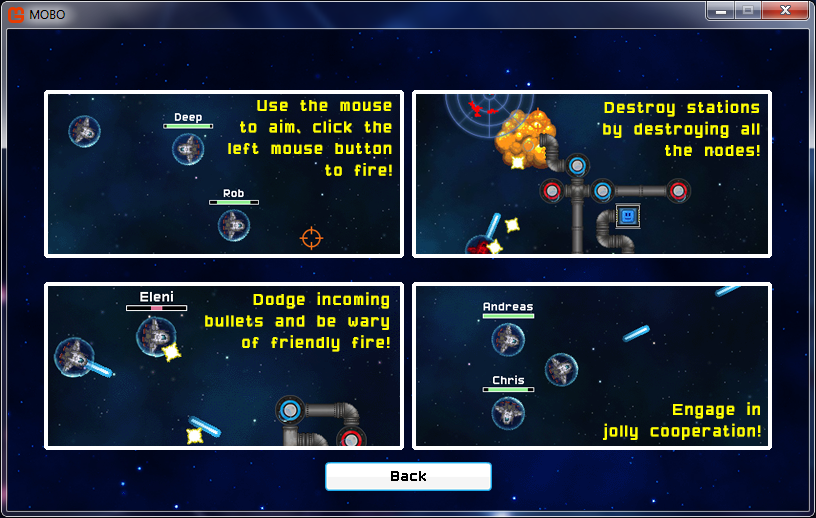 MOBO
Deep
Rob
Use the mouse
to aim, click the
left mouse button
to fire!
Destroy stations
by destroying all
the nodes!
Eleni
Dodge incoming
bullets and be wary
of friendly fire!
Andreas
Chris
Engage in
jolly cooperation!
Back